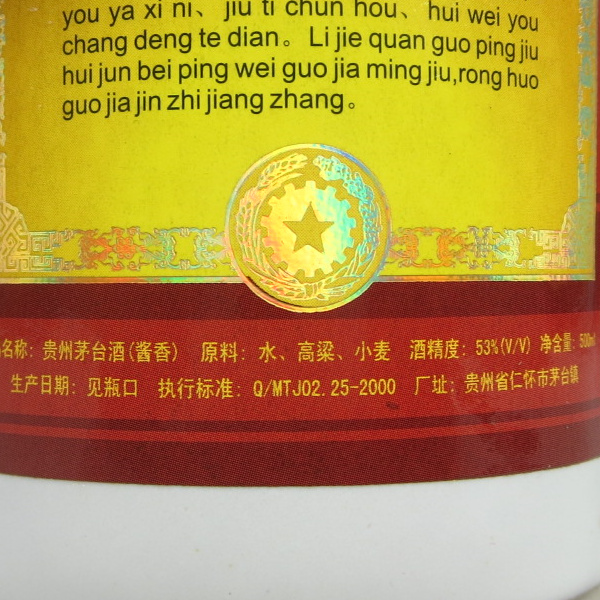 you ya xi ni、jiu ti chun hou、hui wei you
chang deng te dian。Li jie quan guo ping jiu
hui jun bei ping wei guo jia ming jiu,rong huo
guo jia jin zhi jiang zhang。
名称: 贵州茅台酒(酱香) 原料: 水、高粱、小麦 酒精度: 53%(V/V) 净含量: 500ml
生产日期: 见瓶口 执行标准: Q/MTJ02.25-2000 厂址: 贵州省仁怀市茅台镇